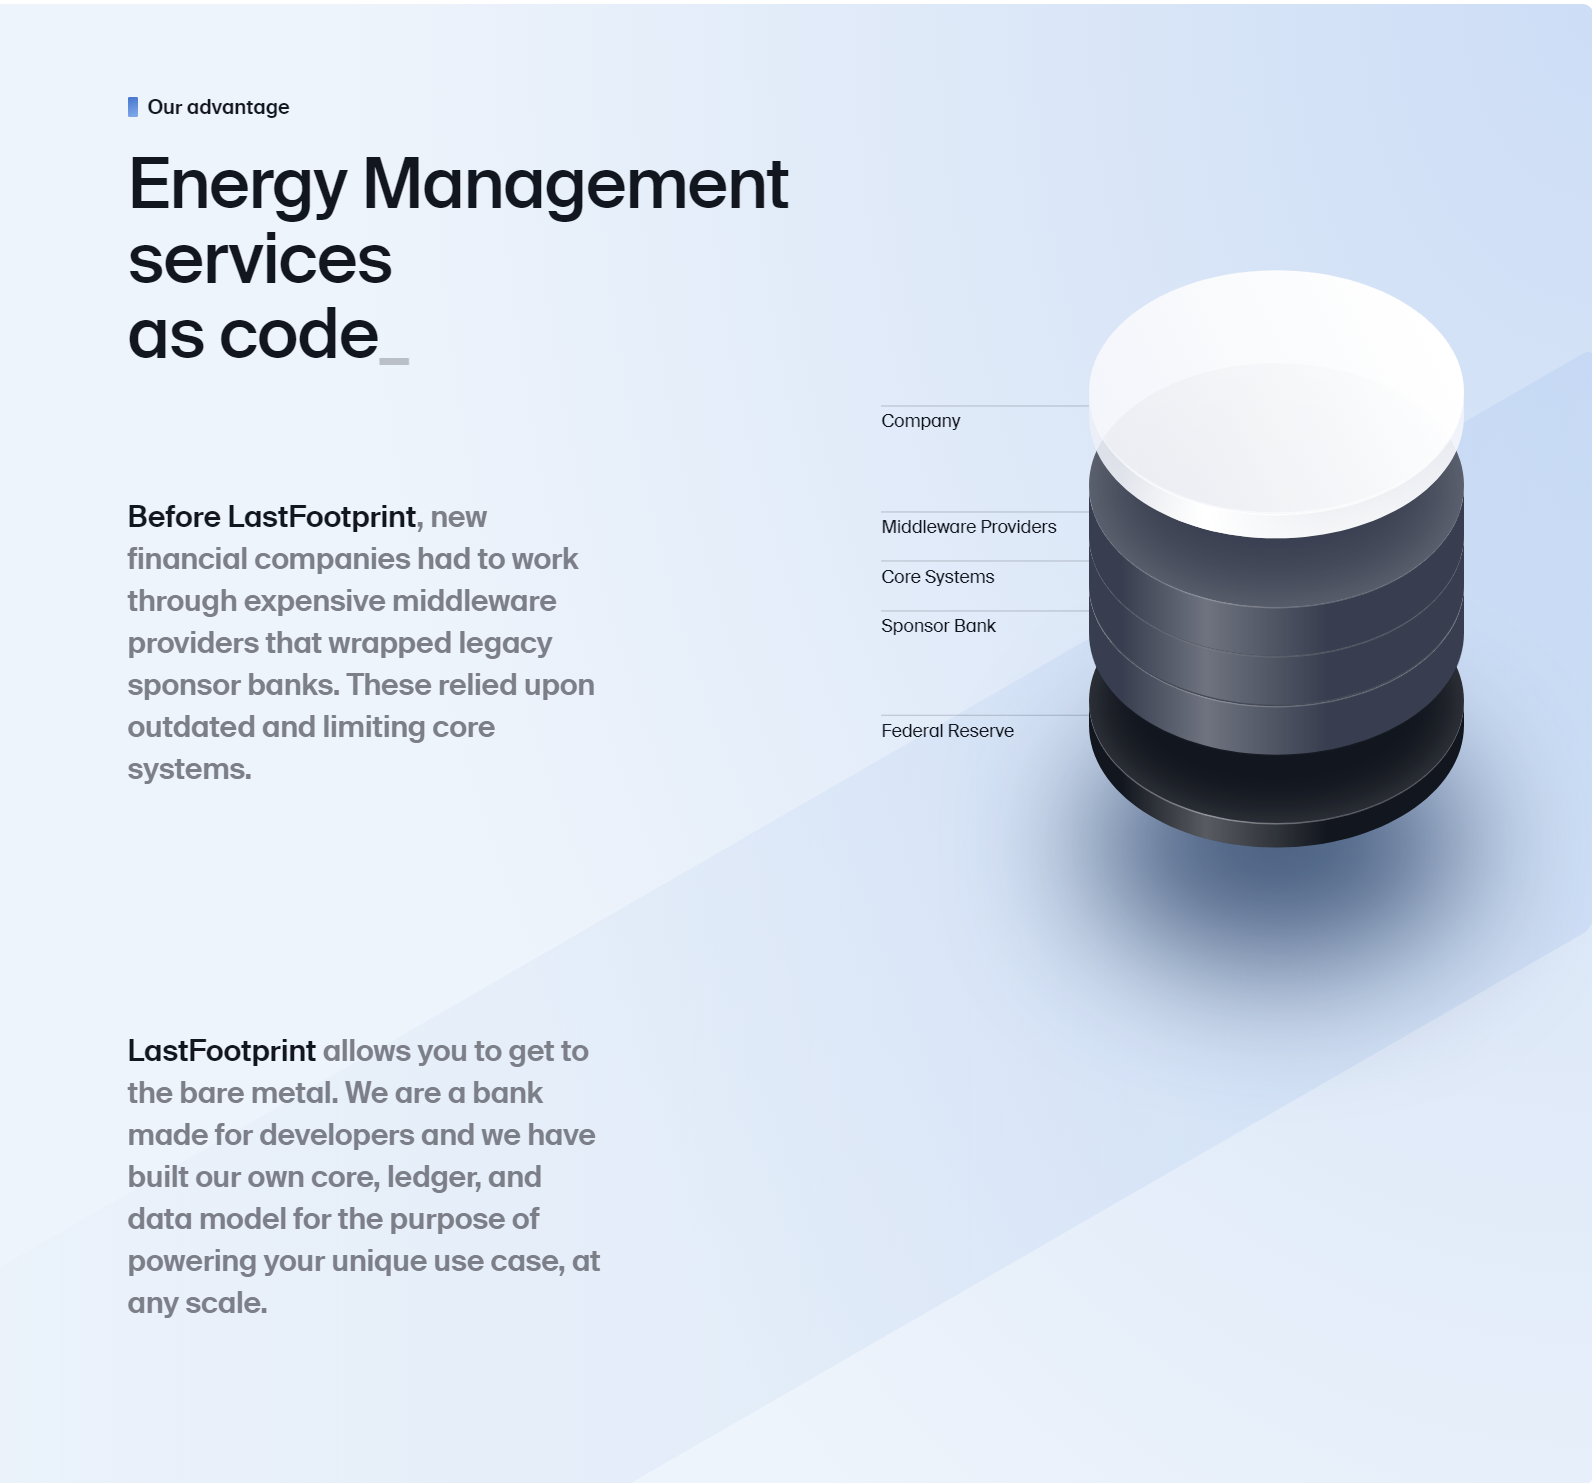 Our advantage
Energy Management
services
as code_
Company
Middleware Providers
Core Systems
Sponsor Bank
Federal Reserve
Before LastFootprint, new
financial companies had to work
through expensive middleware
providers that wrapped legacy
sponsor banks. These relied upon
outdated and limiting core
systems.
LastFootprint allows you to get to
the bare metal. We are a bank
made for developers and we have
built our own core, ledger, and
data model for the purpose of
powering your unique use case, at
any scale.